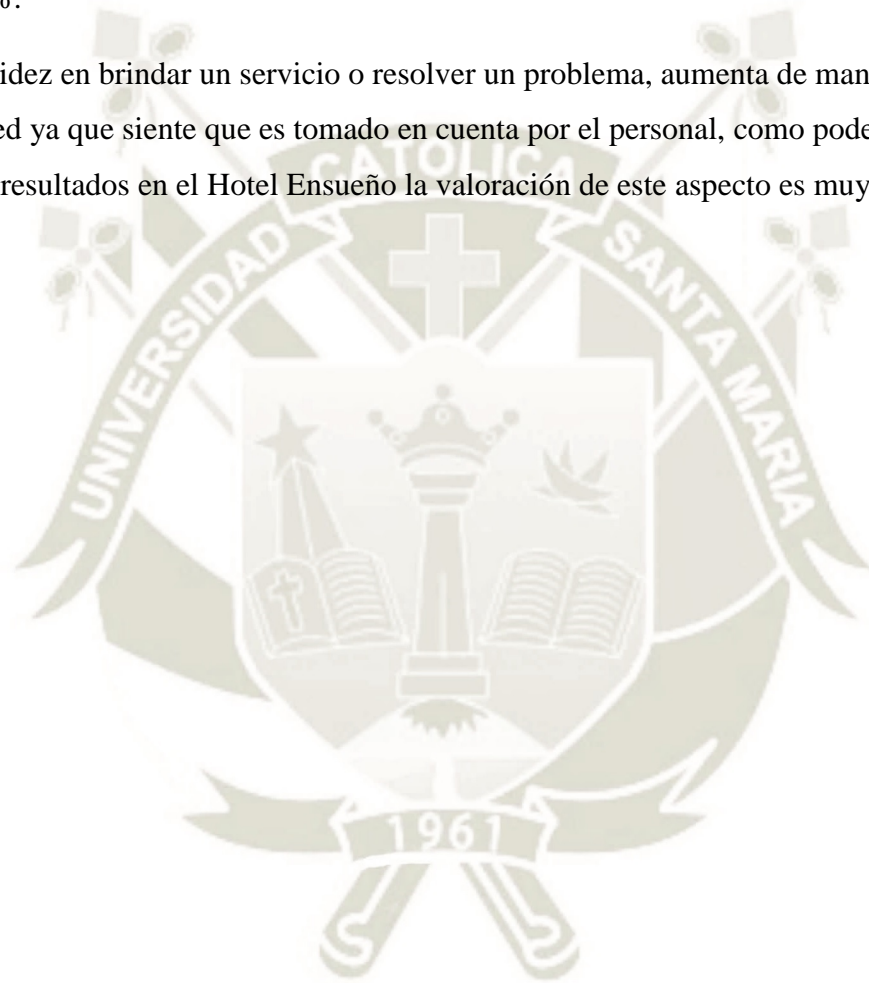 idez en brindar un servicio o resolver un problema, aumenta de man
ed ya que siente que es tomado en cuenta por el personal, como pode
resultados en el Hotel Ensueño la valoración de este aspecto es muy
UNIVERSIDAD CATOLICA SANTA MARIA
1961